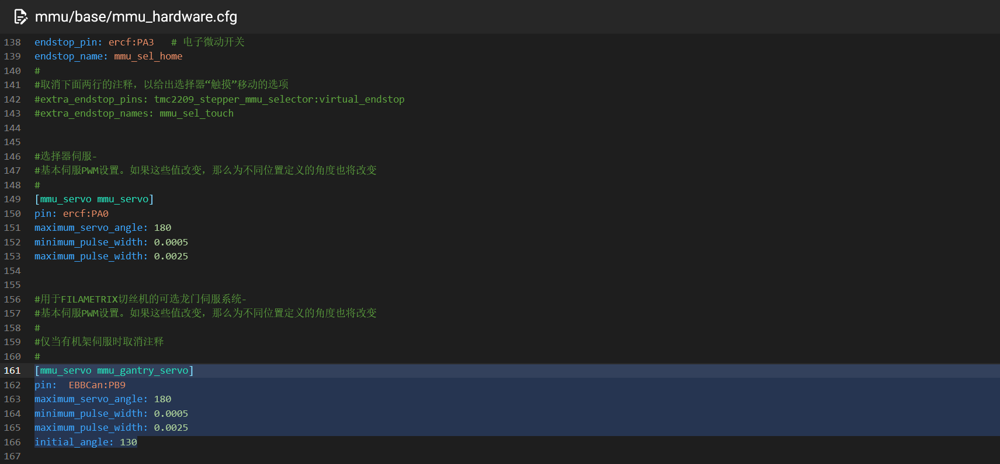 mmu/base/mmu_hardware.cfg
138 endstop_pin: ercf:PA3   # 电子微动开关
139 endstop_name: mmu_sel_home
140 #
141 #取消下面两行的注释，以给出选择器“触摸”移动的选项
142 #extra_endstop_pins: tmc2209_stepper_mmu_selector:virtual_endstop
143 #extra_endstop_names: mmu_sel_touch
144
145
146 #选择器伺服-
147 #基本伺服PWM设置。如果这些值改变，那么为不同位置定义的角度也将改变
148 #
149 [mmu_servo mmu_servo]
150 pin: ercf:PA0
151 maximum_servo_angle: 180
152 minimum_pulse_width: 0.0005
153 maximum_pulse_width: 0.0025
154
155
156 #用于FILAMETRIX切丝机的可选龙门伺服系统-
157 #基本伺服PWM设置。如果这些值改变，那么为不同位置定义的角度也将改变
158 #
159 #仅当有机架伺服时取消注释
160 #
161 [mmu_servo mmu_gantry_servo]
162 pin:  EBBCan:PB9
163 maximum_servo_angle: 180
164 minimum_pulse_width: 0.0005
165 maximum_pulse_width: 0.0025
166 initial_angle: 130
167